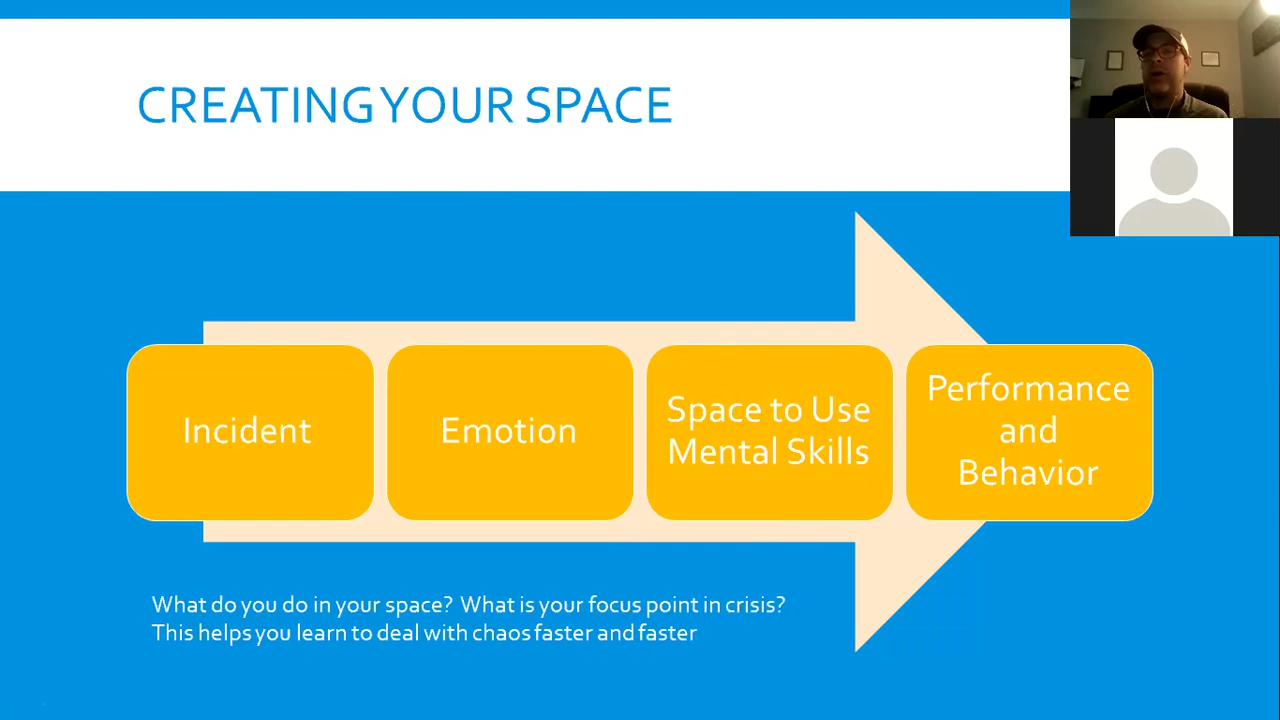 CREATING YOUR SPACE
Incident
Emotion
Space to Use
Mental Skills
Performance
and
Behavior
What do you do in your space? What is your focus point in crisis?
This helps you learn to deal with chaos faster and faster